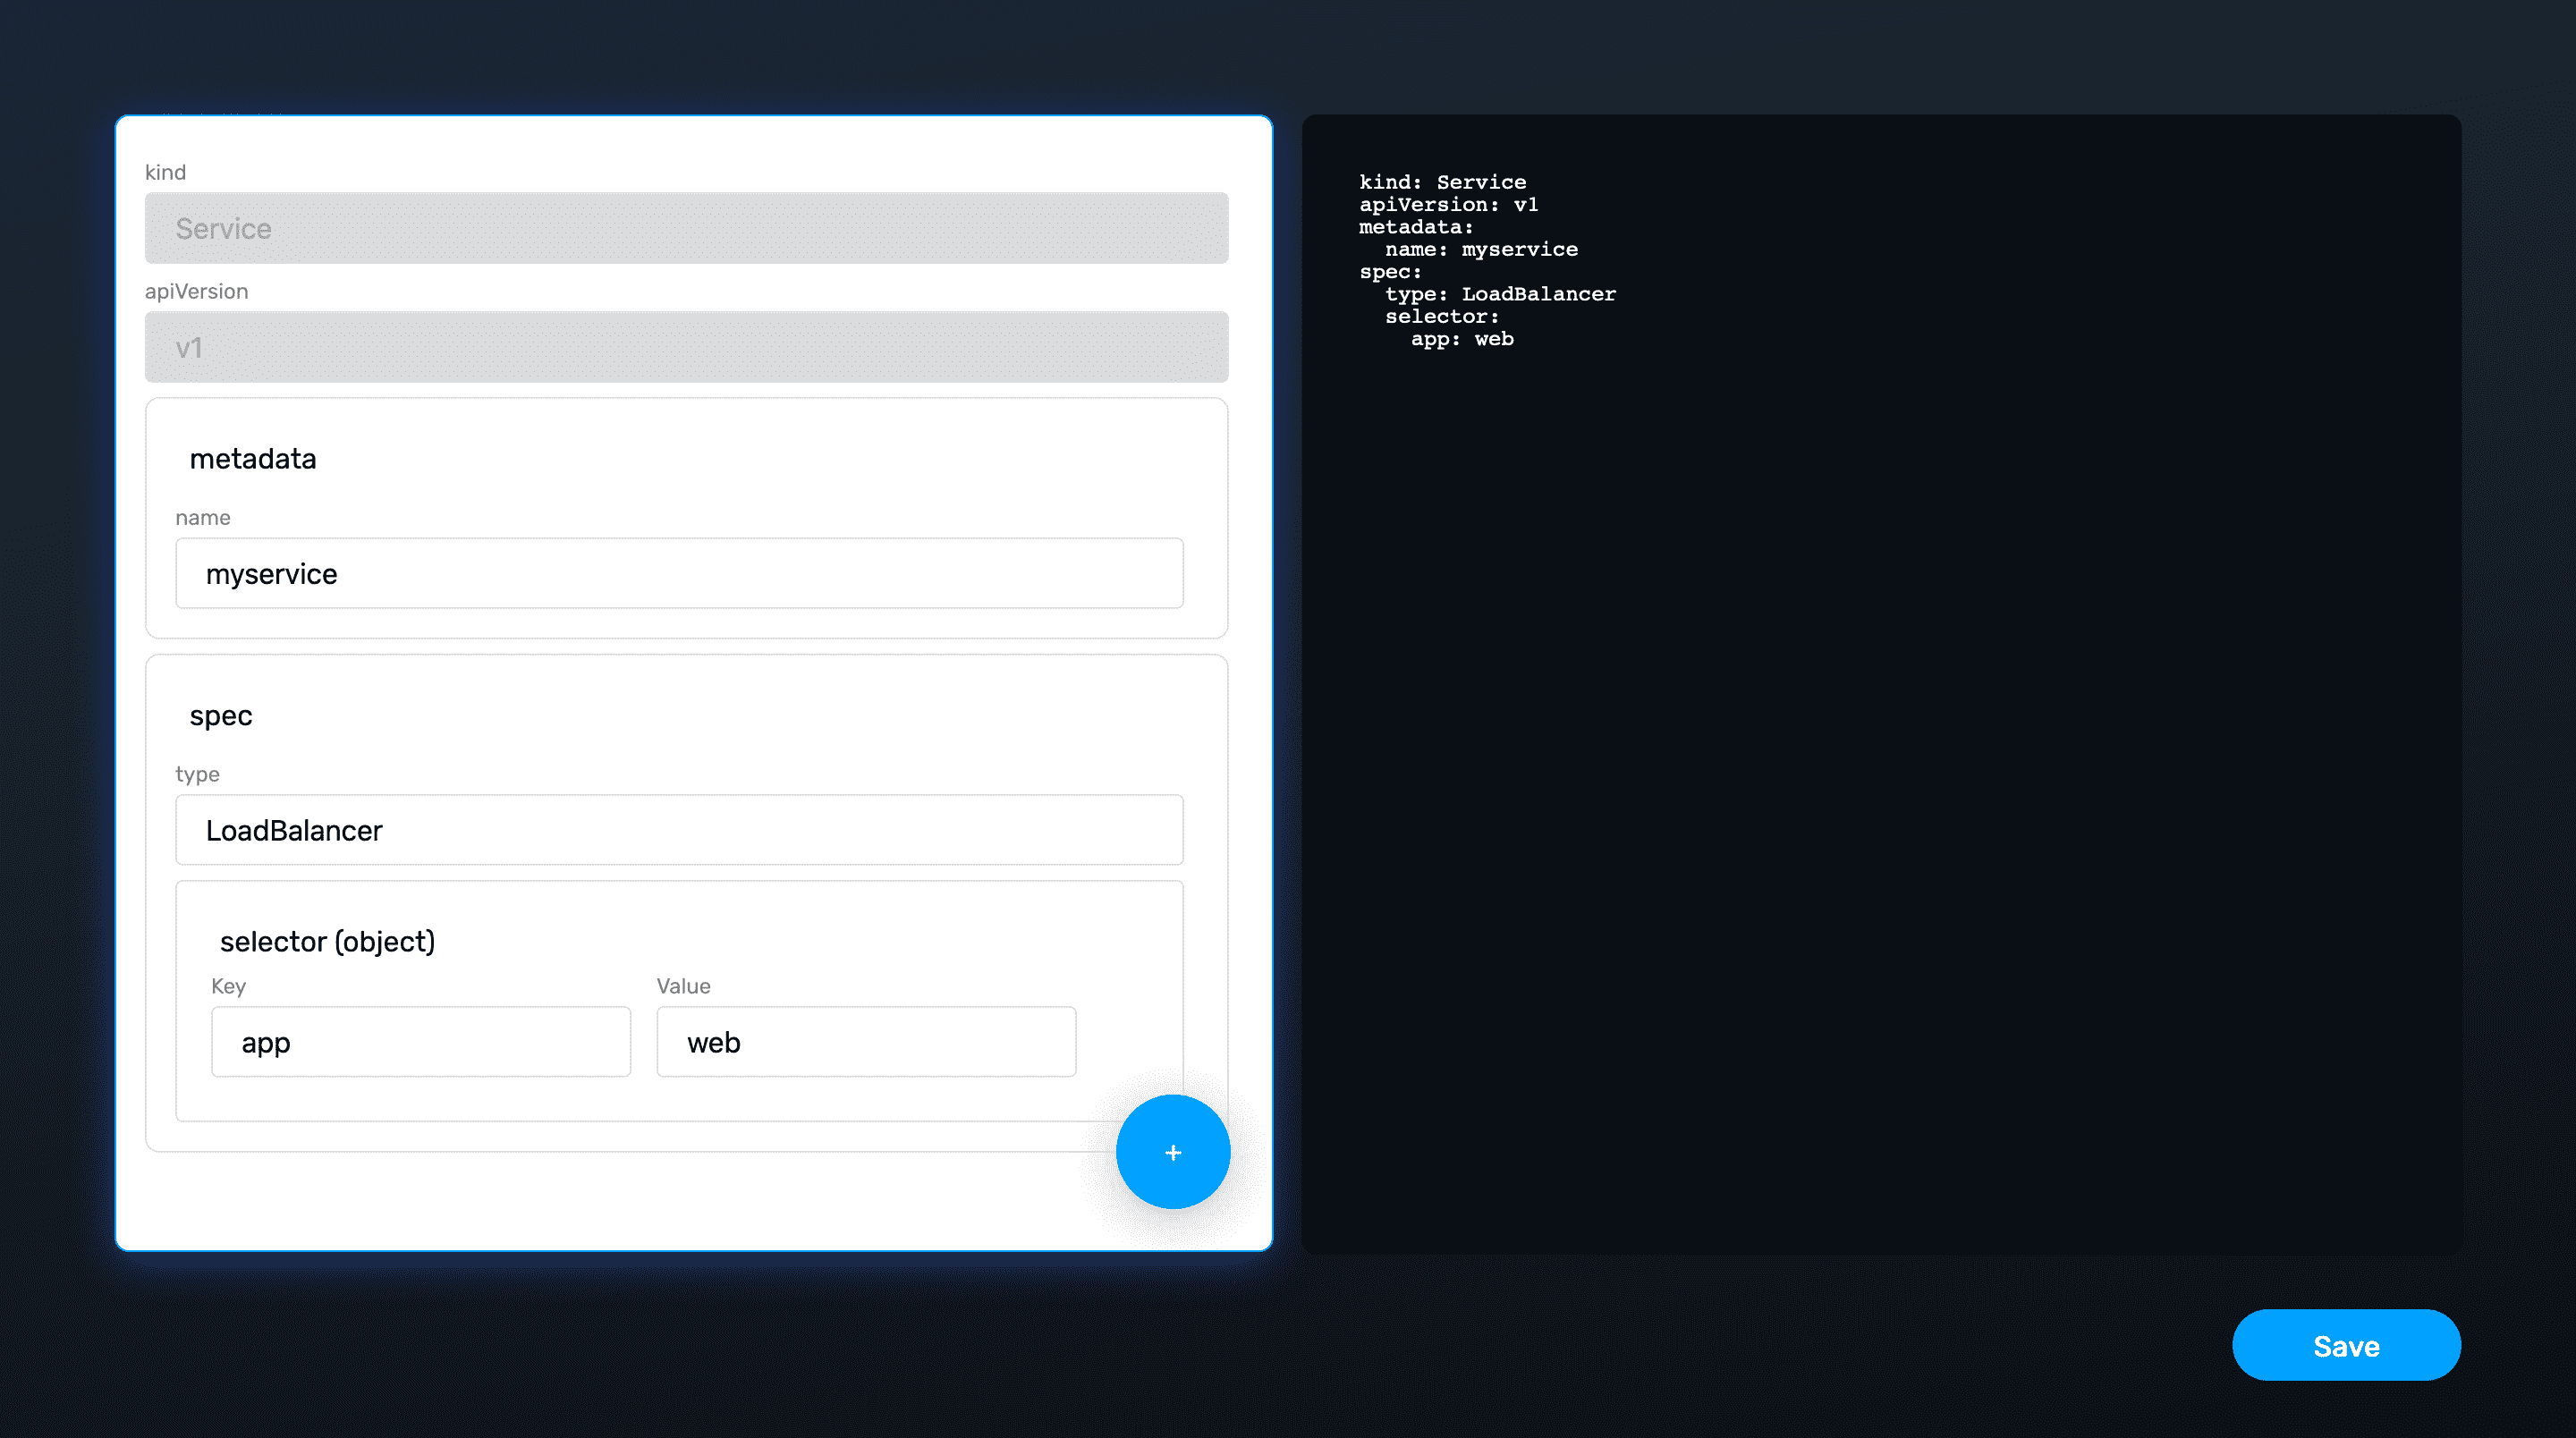 kind
Service
apiVersion
v1
metadata
name
myservice
spec
type
LoadBalancer
selector (object)
Key
Value
app
web
+
kind: Service
apiVersion: v1
metadata:
  name: myservice
spec:
  type: LoadBalancer
  selector:
    app: web
Save